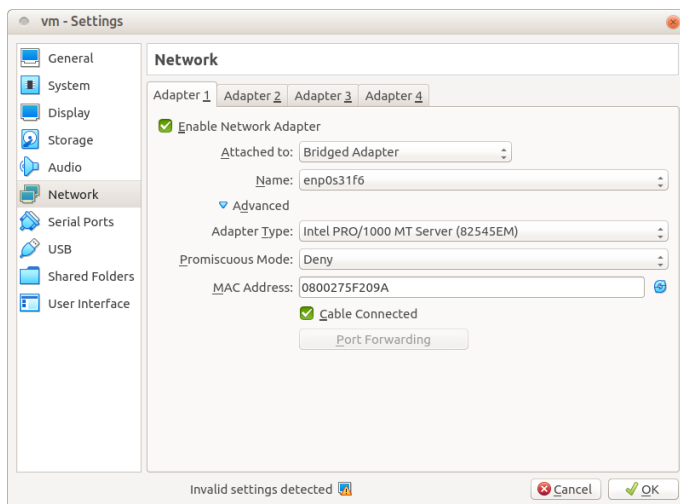 vm - Settings
General
System
Display
Storage
Audio
Network
Serial Ports
USB
Shared Folders
User Interface
Network
Adapter 1 Adapter 2 Adapter 3 Adapter 4
Enable Network Adapter
Attached to: Bridged Adapter
Name: enp0s31f6
Advanced
Adapter Type: Intel PRO/1000 MT Server (82545EM)
Promiscuous Mode: Deny
MAC Address: 0800275F209A
Cable Connected
Port Forwarding
Invalid settings detected
Cancel OK